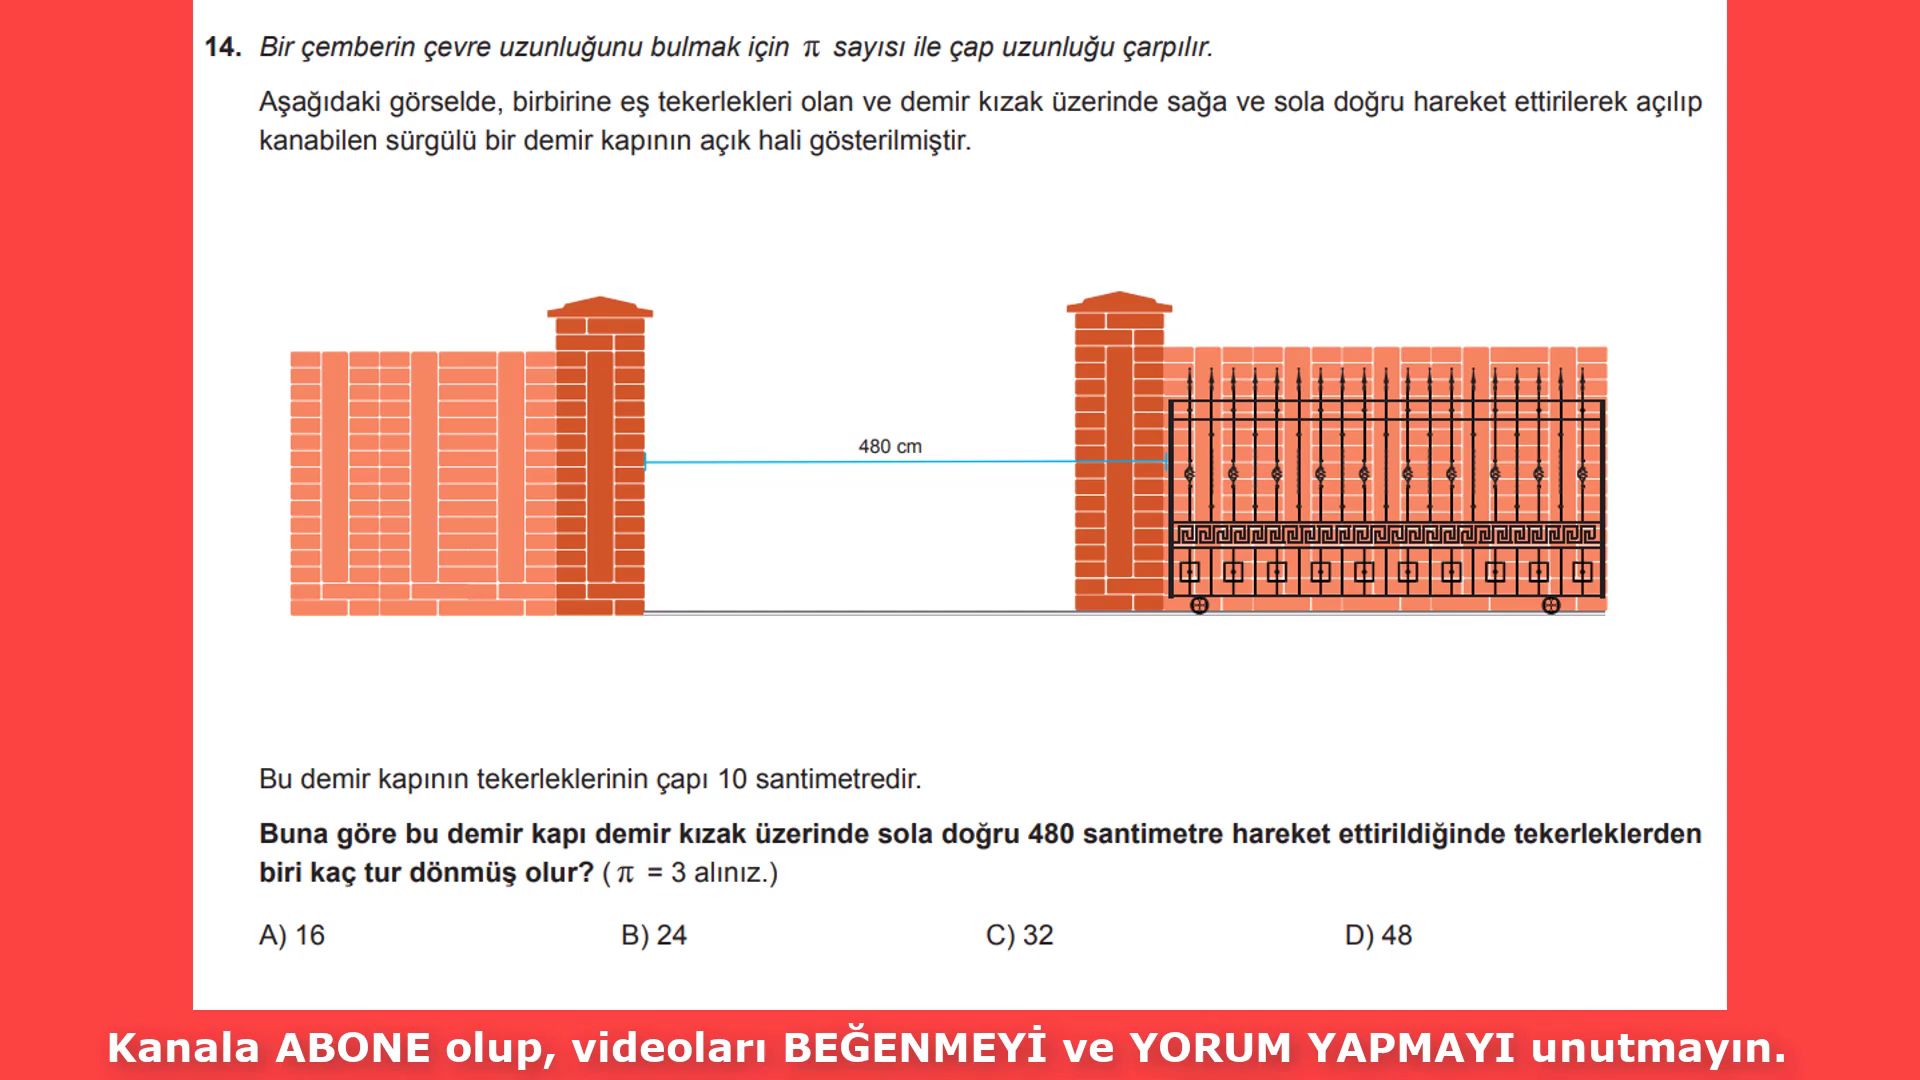 14. Bir çemberin çevre uzunluğunu bulmak için π sayısı ile çap uzunluğu çarpılır.
Aşağıdaki görselde, birbirine eş tekerlekleri olan ve demir kızak üzerinde sağa ve sola doğru hareket ettirilerek açılıp
kanabilen sürgülü bir demir kapının açık hali gösterilmiştir.
480 cm
Bu demir kapının tekerleklerinin çapı 10 santimetredir.
Buna göre bu demir kapı demir kızak üzerinde sola doğru 480 santimetre hareket ettirildiğinde tekerleklerden
biri kaç tur dönmüş olur? ( π = 3 alınız.)
A) 16 B) 24 C) 32 D) 48
Kanala ABONE olup, videoları BEĞENMEYİ ve YORUM YAPMAYI unutmayın.